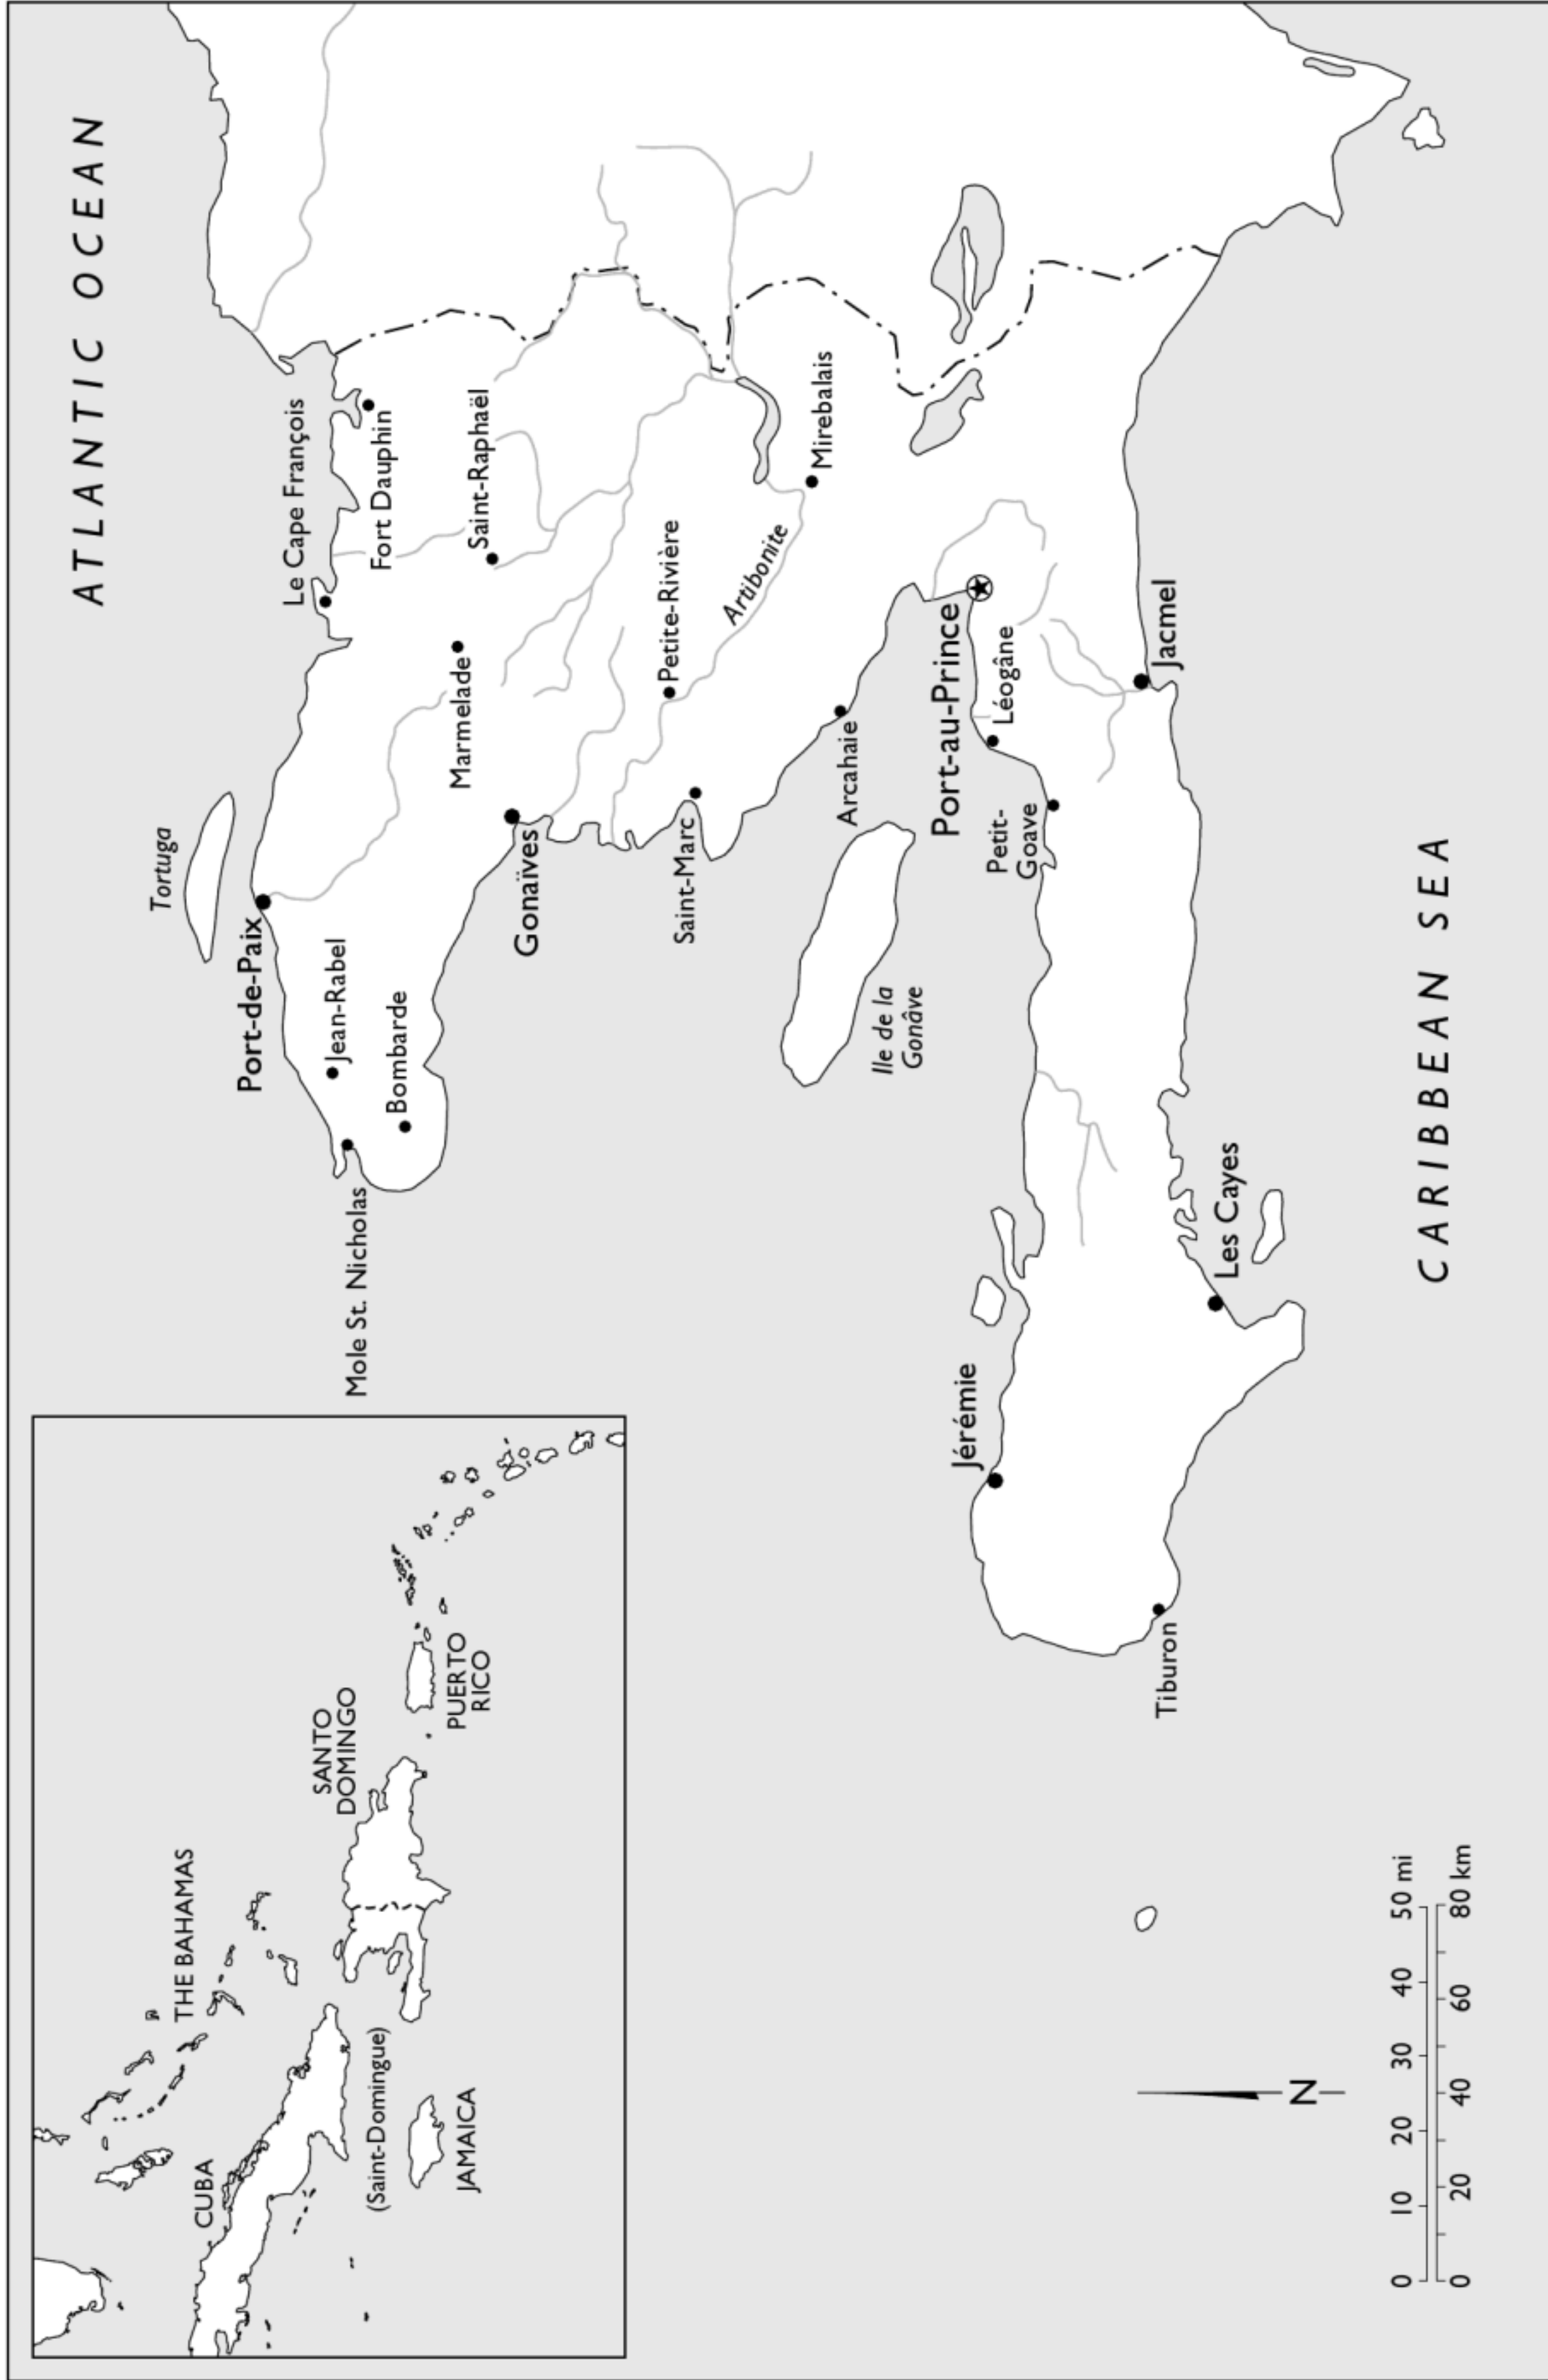 ATLANTIC OCEAN
CUBA
THE BAHAMAS
SANTO
DOMINGO
(Saint-Domingue)
JAMAICA
PUERTO
RICO
Tortuga
Port-de-Paix
Le Cape François
Jean-Rabel
Mole St. Nicholas
Fort Dauphin
Bombarde
Marmelade
Saint-Raphaël
Gonaïves
Petite-Rivière
Saint-Marc
Artibonite
Mirebalais
Arcahaie
Ile de la
Gonâve
Port-au-Prince
Léogâne
Petit-
Goave
Jérémie
Jacmel
Tiburon
Les Cayes
N
0 10 20 30 40 50 mi
0 20 40 60 80 km
CARIBBEAN SEA